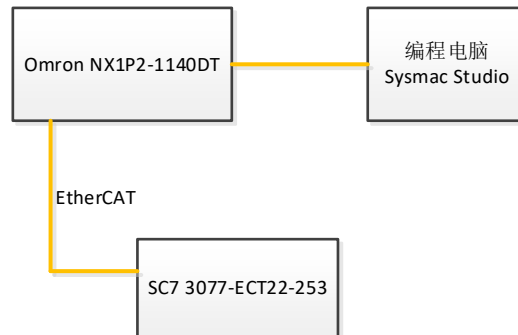 Omron NX1P2-1140DT
编程电脑
Sysmac Studio
EtherCAT
SC7 3077-ECT22-253